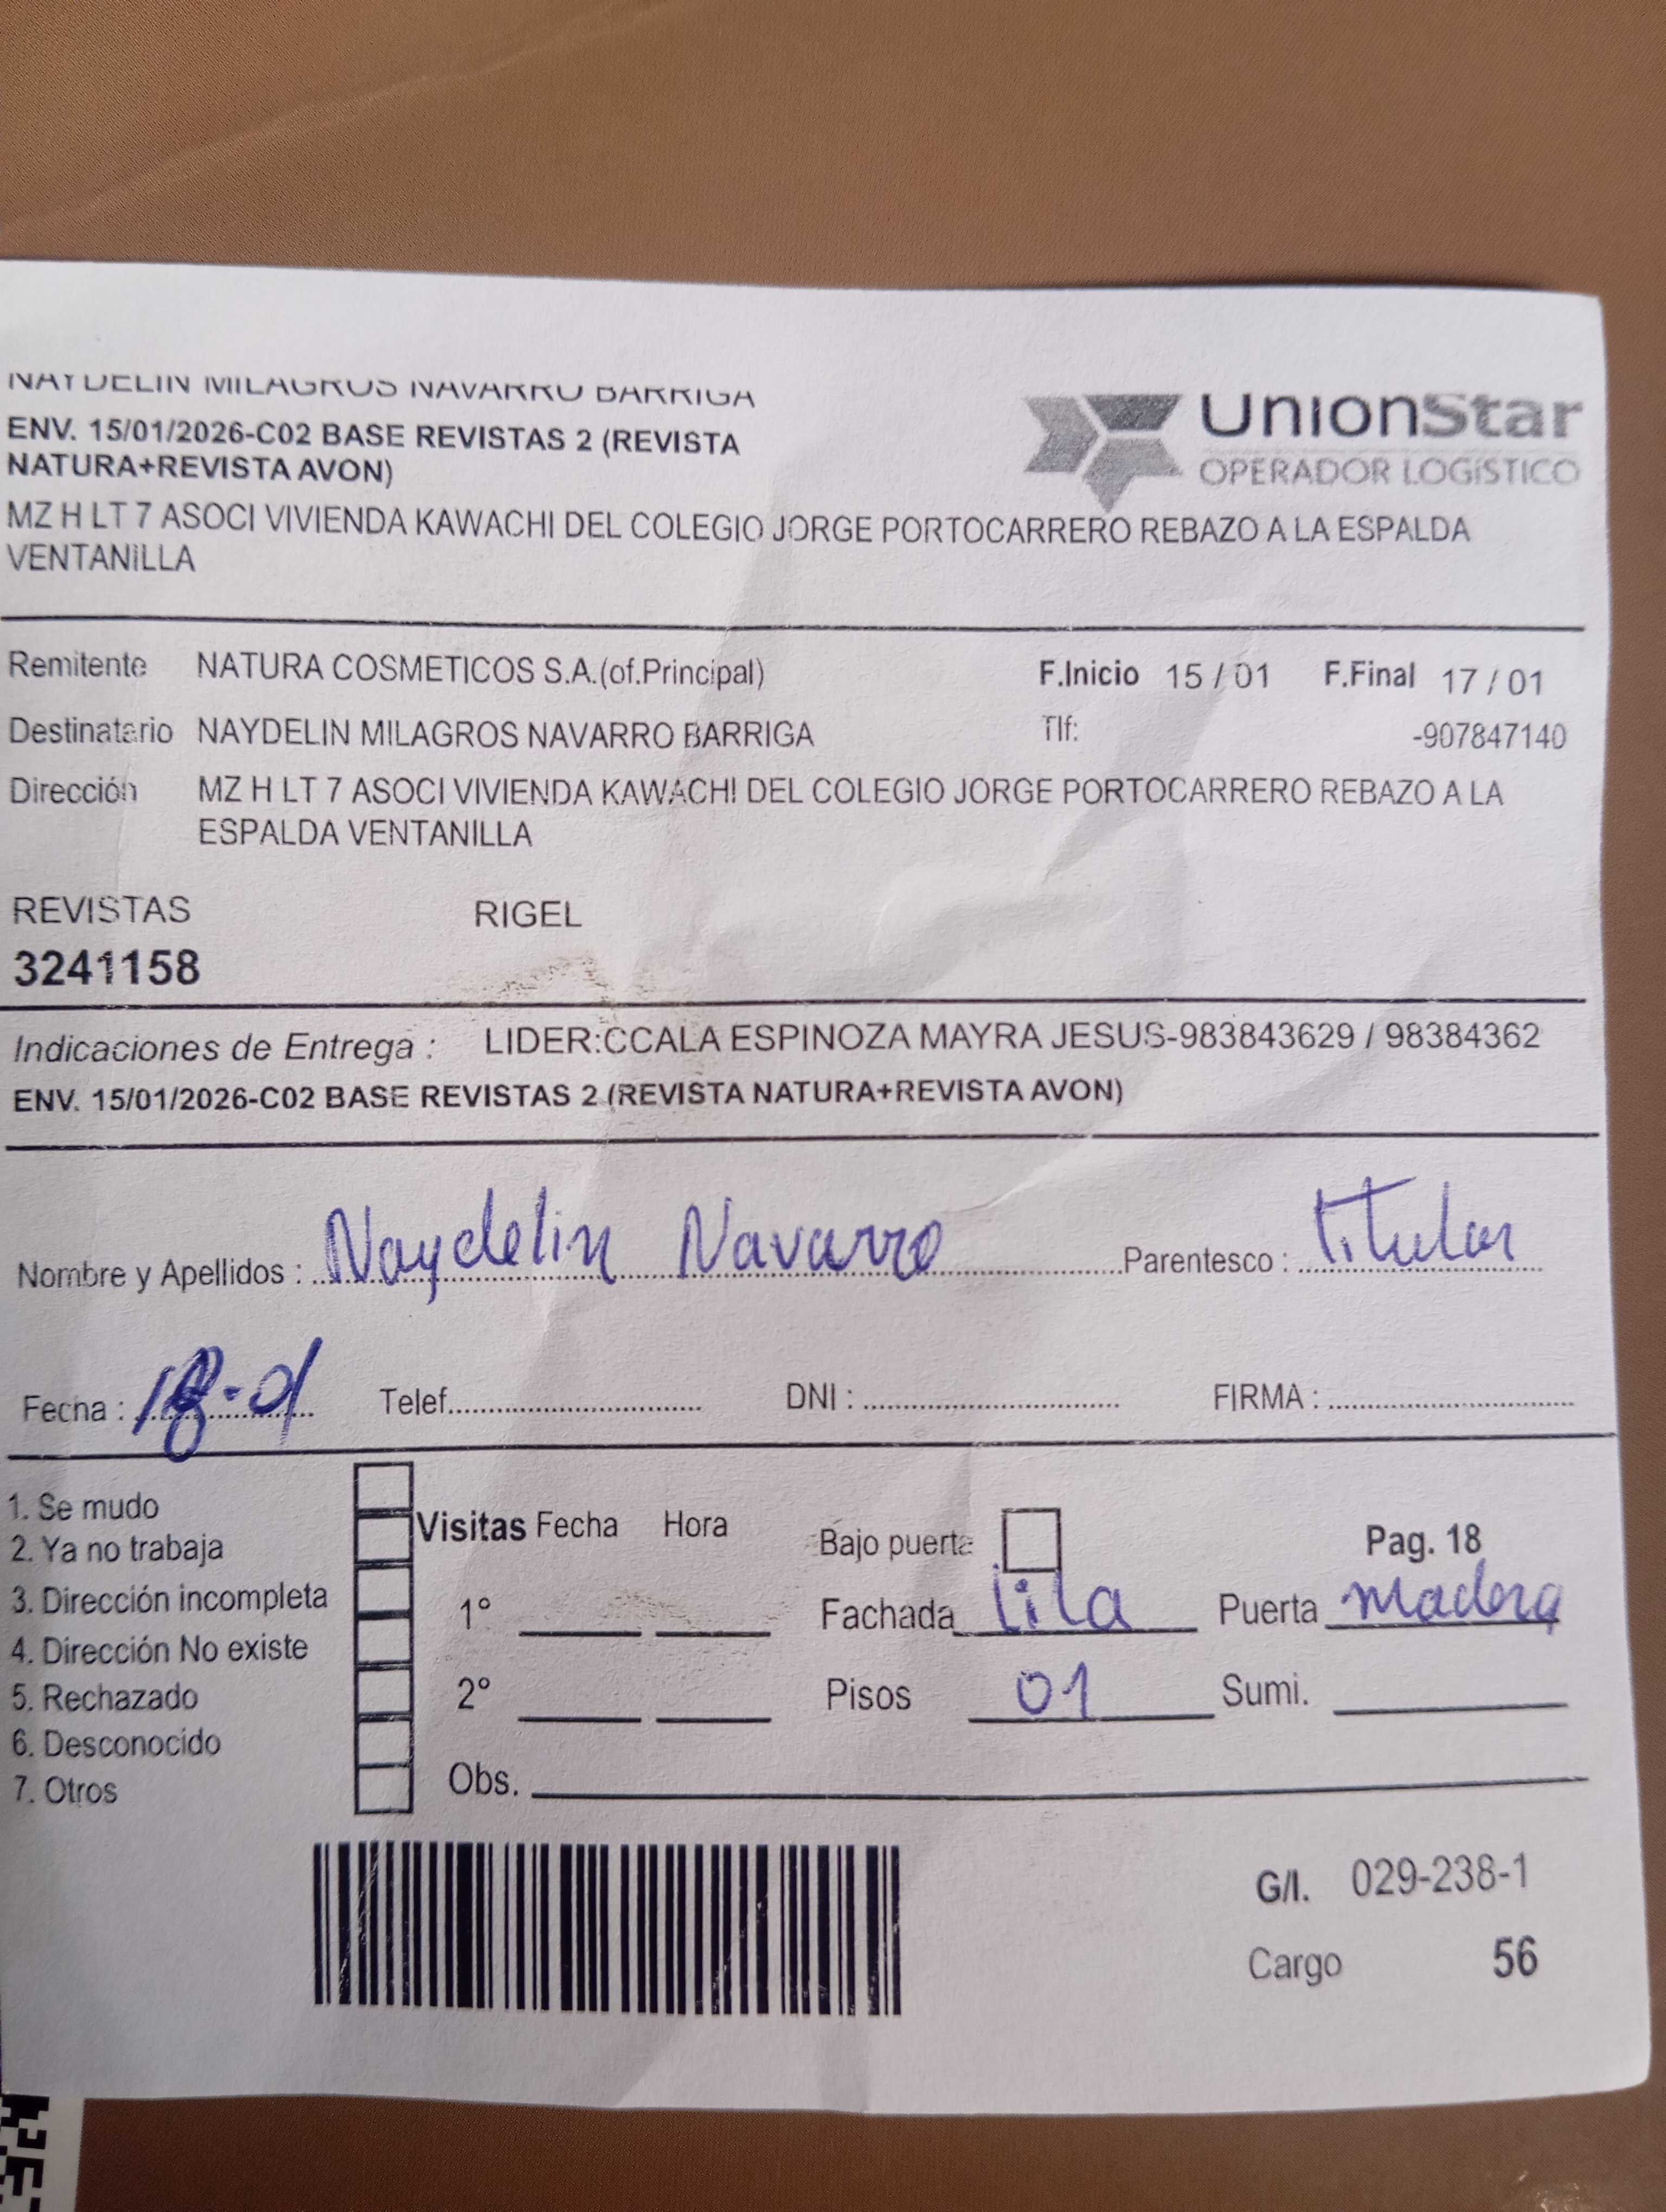 NAYDELIN MILAGROS NAVARRO BARRIGA
ENV. 15/01/2026-C02 BASE REVISTAS 2 (REVISTA
NATURA+REVISTA AVON)
UnionStar
OPERADOR LOGÍSTICO
MZ H LT 7 ASOCI VIVIENDA KAWACHI DEL COLEGIO JORGE PORTOCARRERO REBAZO A LA ESPALDA
VENTANILLA
Remitente NATURA COSMETICOS S.A.(of.Principal) F.Inicio 15 / 01 F.Final 17 / 01
Destinatario NAYDELIN MILAGROS NAVARRO BARRIGA Tlf: -907847140
Dirección MZ H LT 7 ASOCI VIVIENDA KAWACHI DEL COLEGIO JORGE PORTOCARRERO REBAZO A LA
ESPALDA VENTANILLA
REVISTAS RIGEL
3241158
Indicaciones de Entrega : LIDER:CCALA ESPINOZA MAYRA JESUS-983843629 / 98384362
ENV. 15/01/2026-C02 BASE REVISTAS 2 (REVISTA NATURA+REVISTA AVON)
Nombre y Apellidos : Naydelin Navarro Parentesco : titular
Fecha : 18-01 Telef. DNI : FIRMA :
1. Se mudo
2. Ya no trabaja
3. Dirección incompleta
4. Dirección No existe
5. Rechazado
6. Desconocido
7. Otros
Visitas Fecha Hora
1°
2°
Obs.
Bajo puerta Pag. 18
Fachada lila Puerta madera
Pisos 01 Sumi.
G/I. 029-238-1
Cargo 56